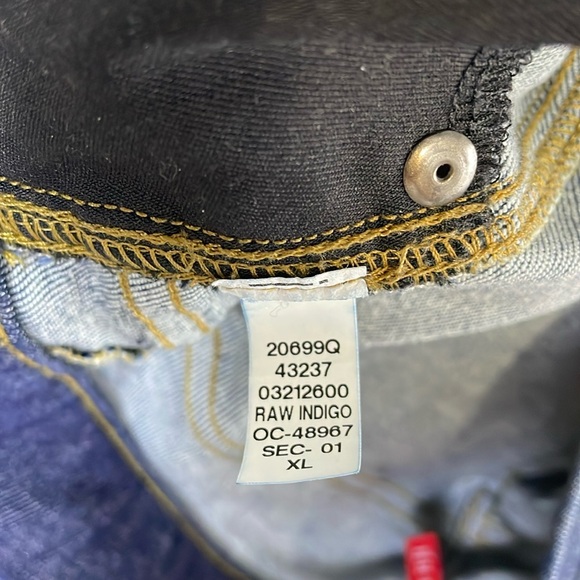 20699Q
43237
03212600
RAW INDIGO
OC-48967
SEC- 01
XL